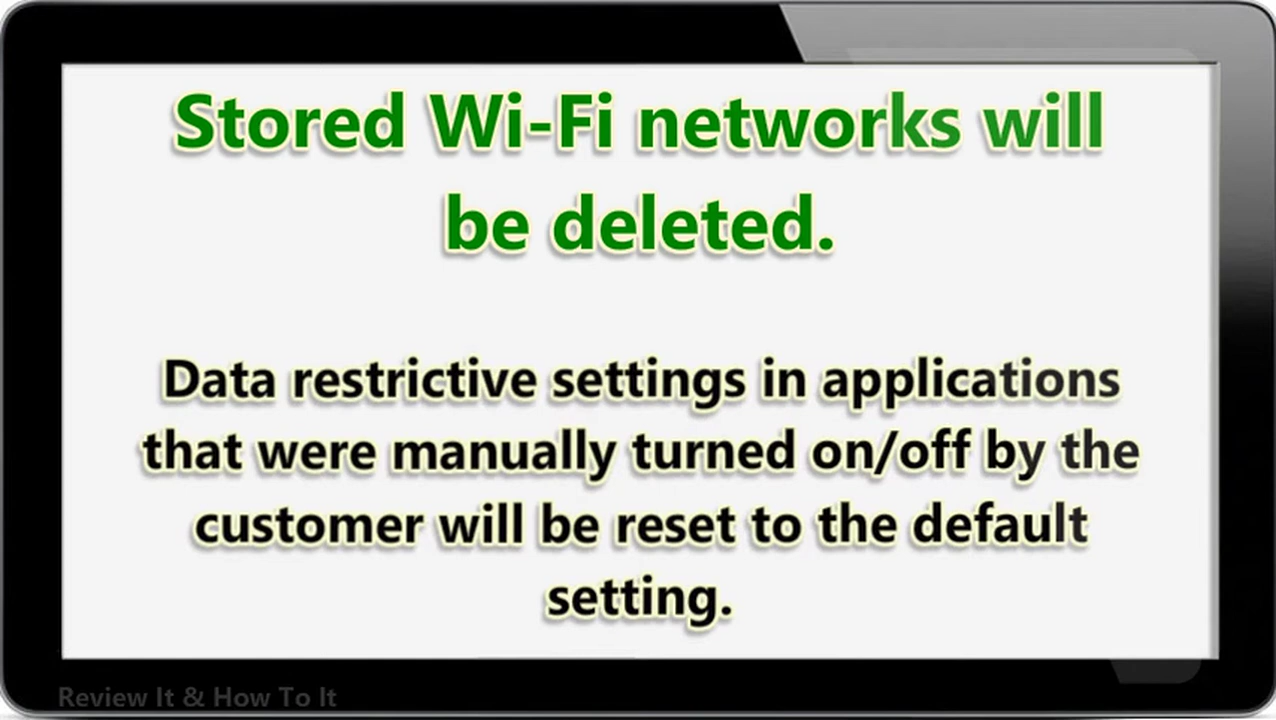 Stored Wi-Fi networks will
be deleted.
Data restrictive settings in applications
that were manually turned on/off by the
customer will be reset to the default
setting.
Review It & How To It